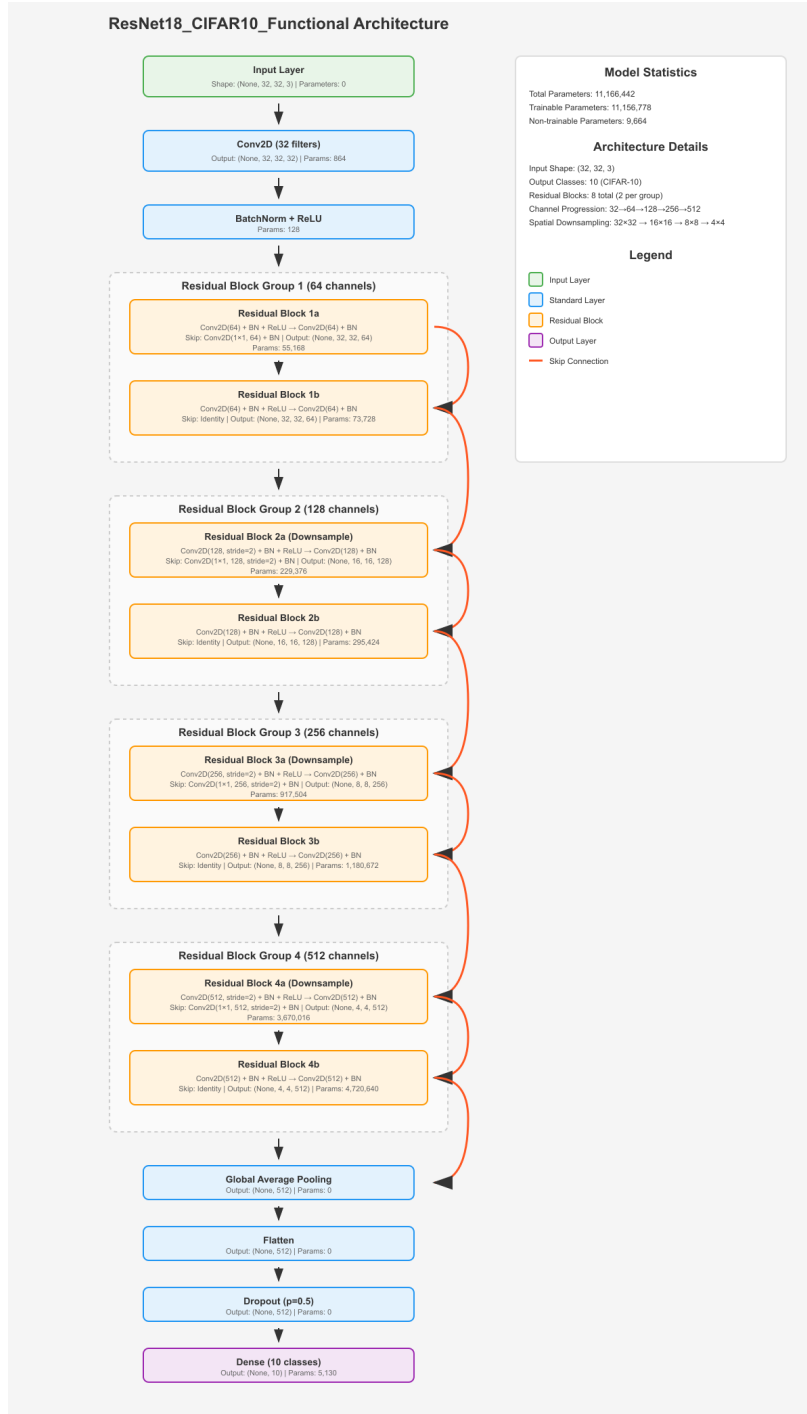 ResNet18_CIFAR10_Functional Architecture
Input Layer
Shape: (None, 32, 32, 3) | Parameters: 0
Conv2D (32 filters)
Output: (None, 32, 32, 32) | Params: 864
BatchNorm + ReLU
Params: 128
Residual Block Group 1 (64 channels)
Residual Block 1a
Conv2D(64) + BN + ReLU → Conv2D(64) + BN
Skip: Conv2D(1×1, 64) + BN | Output: (None, 32, 32, 64)
Params: 55,168
Residual Block 1b
Conv2D(64) + BN + ReLU → Conv2D(64) + BN
Skip: Identity | Output: (None, 32, 32, 64) | Params: 73,728
Residual Block Group 2 (128 channels)
Residual Block 2a (Downsample)
Conv2D(128, stride=2) + BN + ReLU → Conv2D(128) + BN
Skip: Conv2D(1×1, 128, stride=2) + BN | Output: (None, 16, 16, 128)
Params: 229,376
Residual Block 2b
Conv2D(128) + BN + ReLU → Conv2D(128) + BN
Skip: Identity | Output: (None, 16, 16, 128) | Params: 295,424
Residual Block Group 3 (256 channels)
Residual Block 3a (Downsample)
Conv2D(256, stride=2) + BN + ReLU → Conv2D(256) + BN
Skip: Conv2D(1×1, 256, stride=2) + BN | Output: (None, 8, 8, 256)
Params: 917,504
Residual Block 3b
Conv2D(256) + BN + ReLU → Conv2D(256) + BN
Skip: Identity | Output: (None, 8, 8, 256) | Params: 1,180,672
Residual Block Group 4 (512 channels)
Residual Block 4a (Downsample)
Conv2D(512, stride=2) + BN + ReLU → Conv2D(512) + BN
Skip: Conv2D(1×1, 512, stride=2) + BN | Output: (None, 4, 4, 512)
Params: 3,670,016
Residual Block 4b
Conv2D(512) + BN + ReLU → Conv2D(512) + BN
Skip: Identity | Output: (None, 4, 4, 512) | Params: 4,720,640
Global Average Pooling
Output: (None, 512) | Params: 0
Flatten
Output: (None, 512) | Params: 0
Dropout (p=0.5)
Output: (None, 512) | Params: 0
Dense (10 classes)
Output: (None, 10) | Params: 5,130
Model Statistics
Total Parameters: 11,166,442
Trainable Parameters: 11,156,778
Non-trainable Parameters: 9,664
Architecture Details
Input Shape: (32, 32, 3)
Output Classes: 10 (CIFAR-10)
Residual Blocks: 8 total (2 per group)
Channel Progression: 32→64→128→256→512
Spatial Downsampling: 32×32 → 16×16 → 8×8 → 4×4
Legend
Input Layer
Standard Layer
Residual Block
Output Layer
Skip Connection